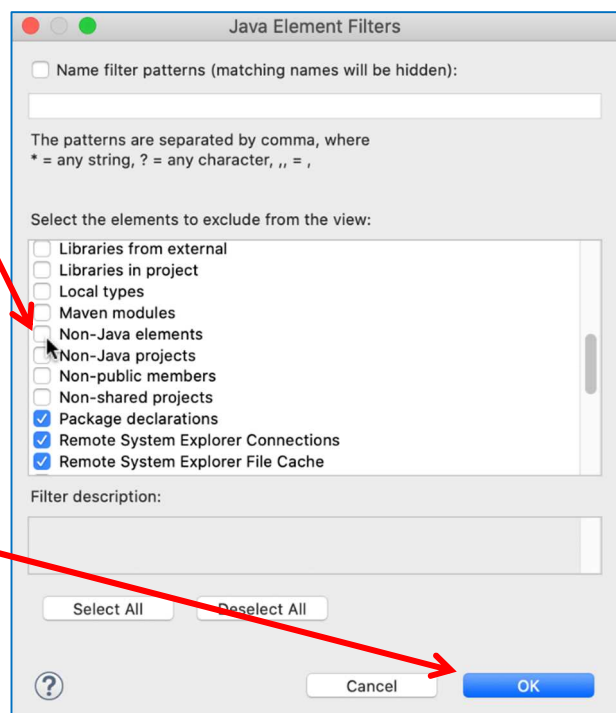 Java Element Filters
Name filter patterns (matching names will be hidden):
The patterns are separated by comma, where
* = any string, ? = any character, ,, = ,
Select the elements to exclude from the view:
Libraries from external
Libraries in project
Local types
Maven modules
Non-Java elements
Non-Java projects
Non-public members
Non-shared projects
Package declarations
Remote System Explorer Connections
Remote System Explorer File Cache
Filter description:
Select All
Deselect All
?
Cancel
OK